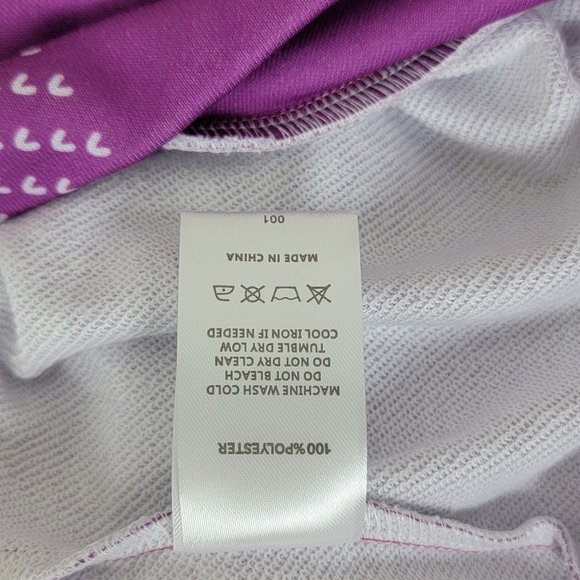 100%POLYESTER
MACHINE WASH COLD
DO NOT BLEACH
DO NOT DRY CLEAN
TUMBLE DRY LOW
COOL IRON IF NEEDED
MADE IN CHINA
001